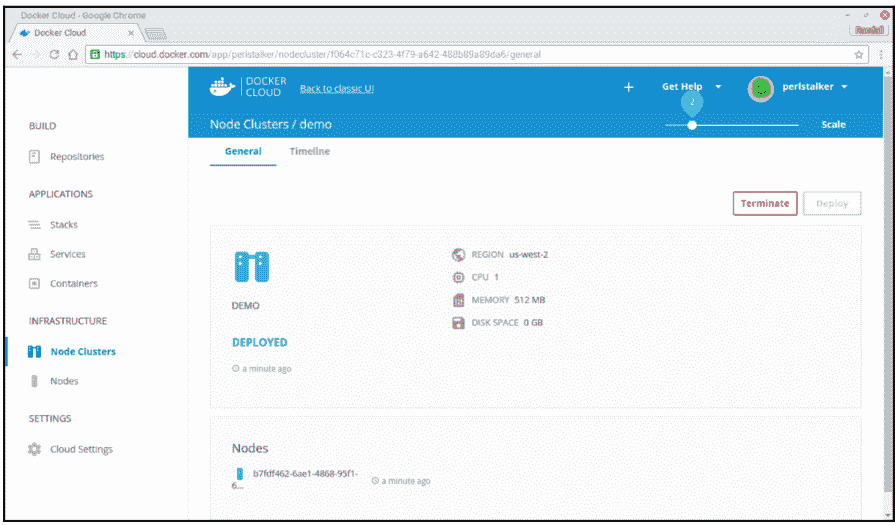 Docker Cloud - Google Chrome
Docker Cloud
Randall
https://cloud.docker.com/app/perlstalker/nodecluster/f064c71c-c323-4f79-a642-488b89a89da6/general
DOCKER
CLOUD
Back to classic UI
+
Get Help
perlstalker
2
Node Clusters / demo
Scale
BUILD
Repositories
APPLICATIONS
Stacks
Services
Containers
INFRASTRUCTURE
Node Clusters
Nodes
SETTINGS
Cloud Settings
General
Timeline
Terminate
Deploy
DEMO
DEPLOYED
a minute ago
REGION us-west-2
CPU 1
MEMORY 512 MB
DISK SPACE 0 GB
Nodes
b7fdf462-6ae1-4868-95f1-
6...
a minute ago